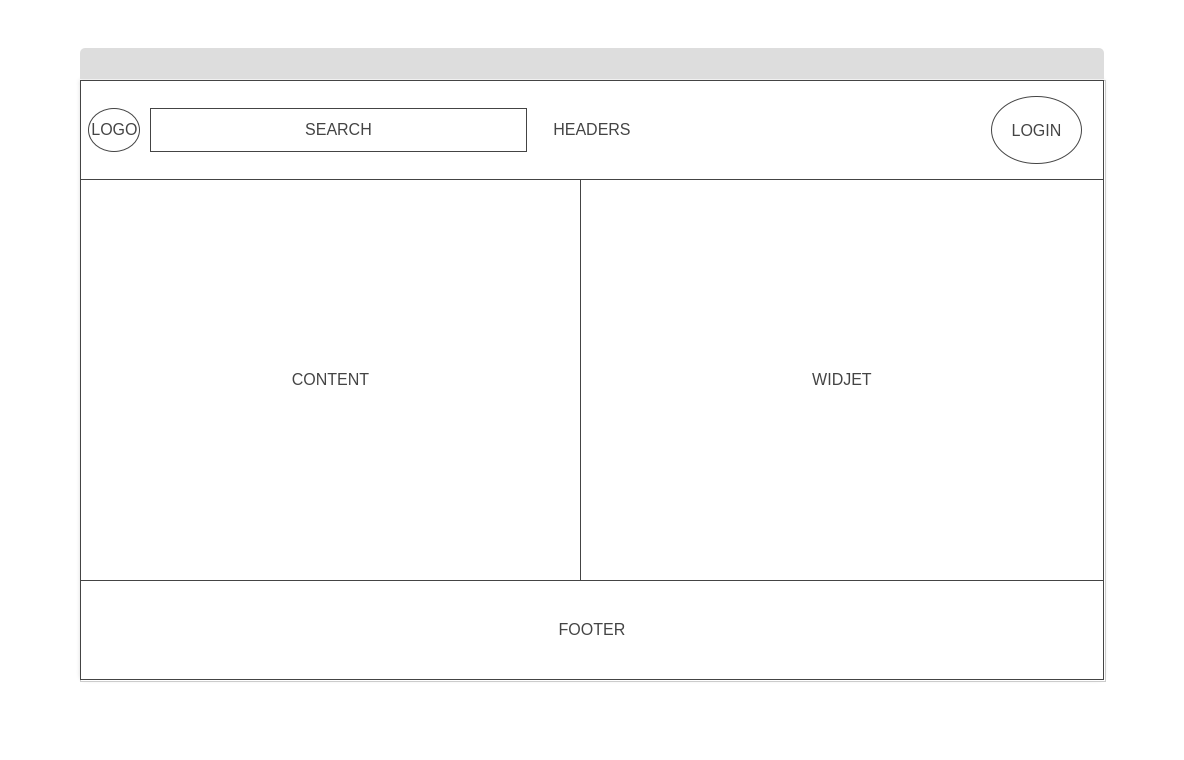 LOGO
SEARCH
HEADERS
LOGIN
CONTENT
WIDJET
FOOTER